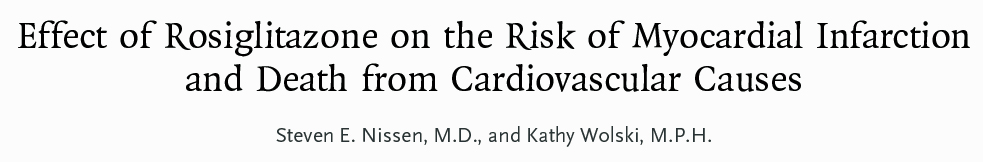 Effect of Rosiglitazone on the Risk of Myocardial Infarction
and Death from Cardiovascular Causes
Steven E. Nissen, M.D., and Kathy Wolski, M.P.H.